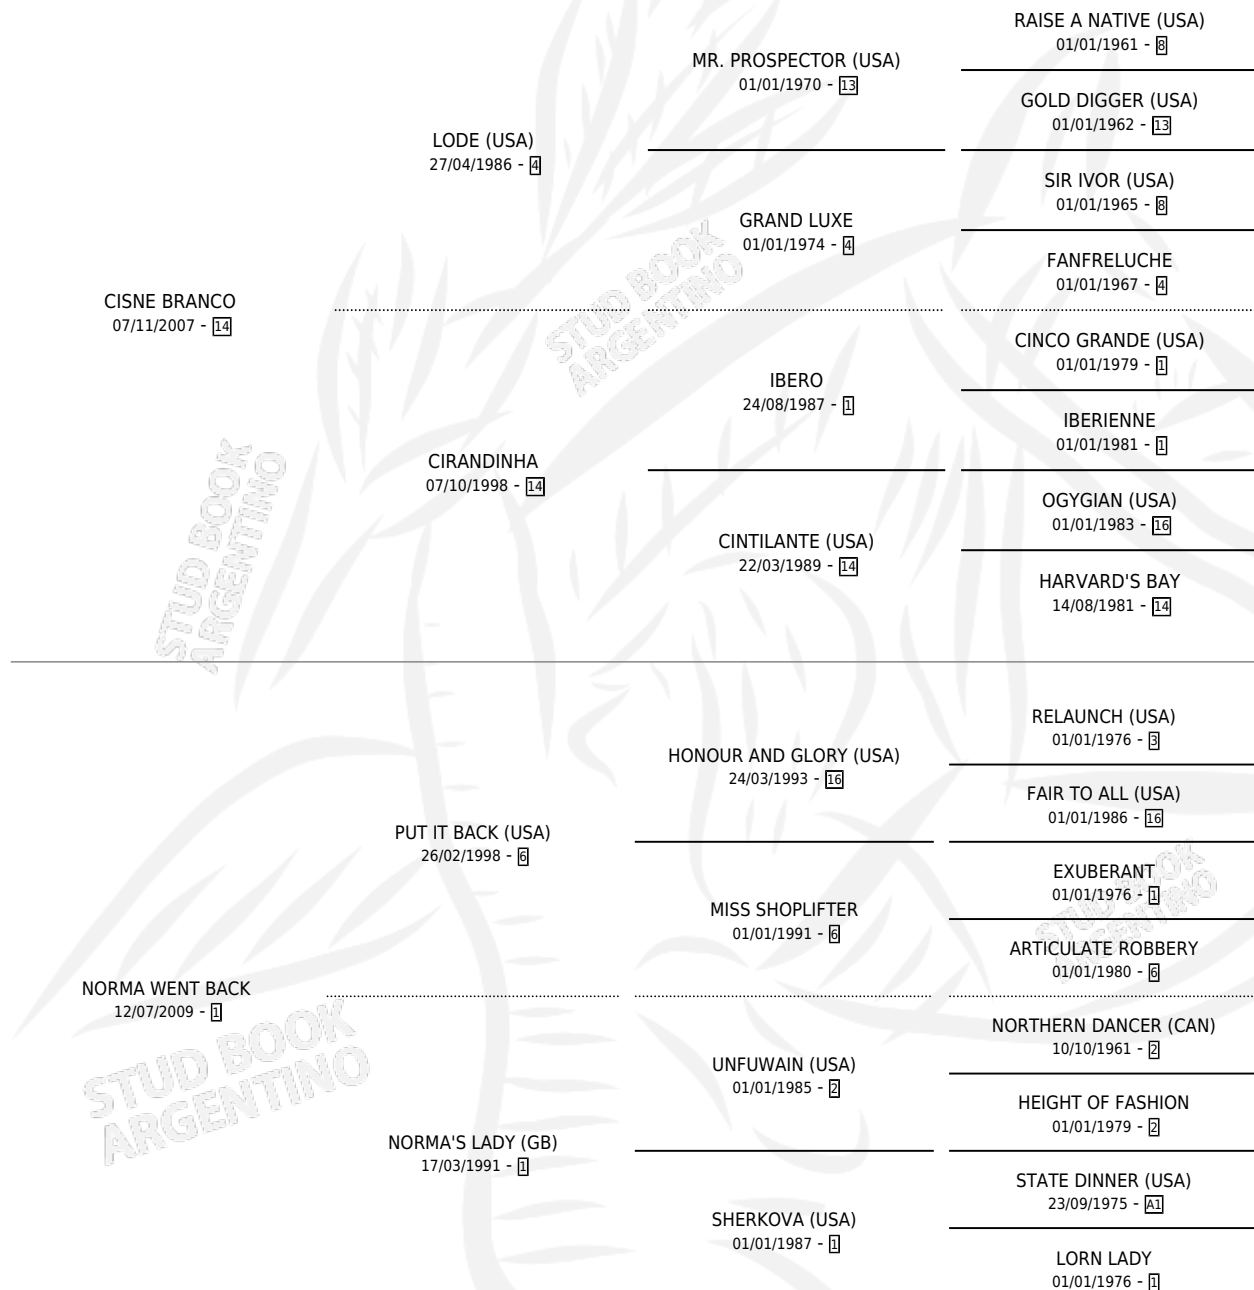 RAISE A NATIVE (USA)
01/01/1961 - 8
MR. PROSPECTOR (USA)
01/01/1970 - 13
GOLD DIGGER (USA)
01/01/1962 - 13
LODE (USA)
27/04/1986 - 4
SIR IVOR (USA)
01/01/1965 - 8
GRAND LUXE
01/01/1974 - 4
FANFRELUCHE
01/01/1967 - 4
CISNE BRANCO
07/11/2007 - 14
CINCO GRANDE (USA)
01/01/1979 - 1
IBERO
24/08/1987 - 1
IBERIENNE
01/01/1981 - 1
CIRANDINHA
07/10/1998 - 14
OGYGIAN (USA)
01/01/1983 - 16
CINTILANTE (USA)
22/03/1989 - 14
HARVARD'S BAY
14/08/1981 - 14
STUD BOOK
ARGENTINO
STUD BOOK
ARGENTINO
RELAUNCH (USA)
01/01/1976 - 3
HONOUR AND GLORY (USA)
24/03/1993 - 16
FAIR TO ALL (USA)
01/01/1986 - 16
PUT IT BACK (USA)
26/02/1998 - 6
EXUBERANT
01/01/1976 - 1
MISS SHOPLIFTER
01/01/1991 - 6
ARTICULATE ROBBERY
01/01/1980 - 6
NORMA WENT BACK
12/07/2009 - 1
NORTHERN DANCER (CAN)
10/10/1961 - 2
UNFUWAIN (USA)
01/01/1985 - 2
HEIGHT OF FASHION
01/01/1979 - 2
NORMA'S LADY (GB)
17/03/1991 - 1
STATE DINNER (USA)
23/09/1975 - A1
SHERKOVA (USA)
01/01/1987 - 1
LORN LADY
01/01/1976 - 1
STUD BOOK
ARGENTINO
STUD BOOK
ARGENTINO